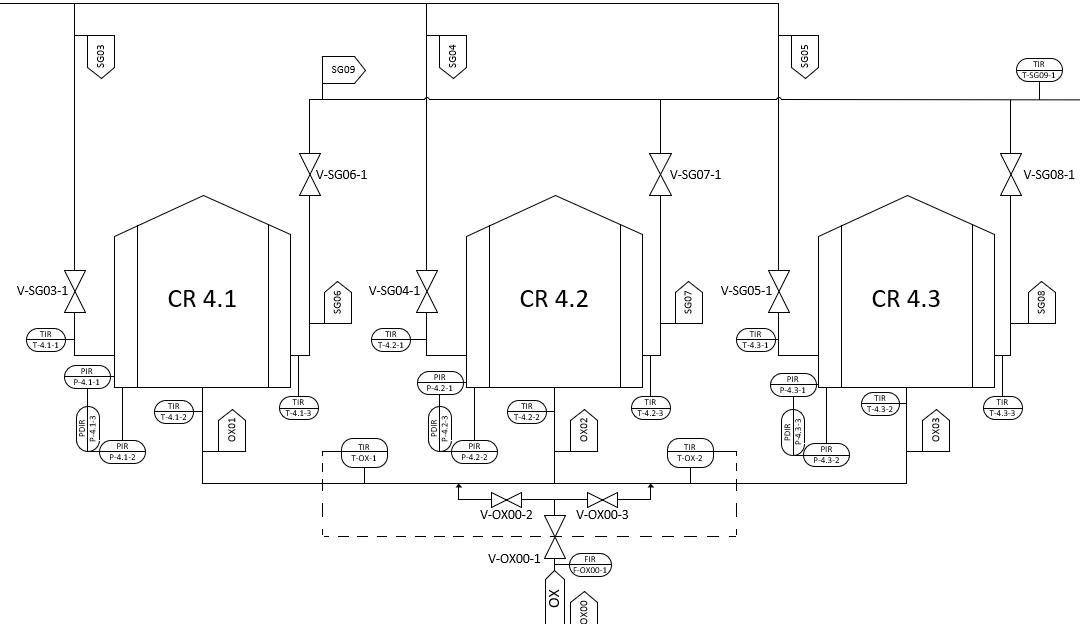 SG03
SG04
SG05
SG09
TIR
T-SG09-1
V-SG06-1
V-SG07-1
V-SG08-1
CR 4.1
CR 4.2
CR 4.3
V-SG03-1
V-SG04-1
V-SG05-1
SG06
SG07
SG08
TIR
T-4.1-1
TIR
T-4.2-1
TIR
T-4.3-1
PIR
P-4.1-1
PIR
P-4.2-1
PIR
P-4.3-1
TIR
T-4.1-2
TIR
T-4.1-3
TIR
T-4.2-2
TIR
T-4.2-3
TIR
T-4.3-2
TIR
T-4.3-3
PDIR
P-4.1-3
PDIR
P-4.2-3
PDIR
P-4.3-3
OX01
OX02
OX03
PIR
P-4.1-2
PIR
P-4.2-2
PIR
P-4.3-2
TIR
T-OX-1
TIR
T-OX-2
V-OX00-2
V-OX00-3
V-OX00-1
FIR
F-OX00-1
OX
OX00